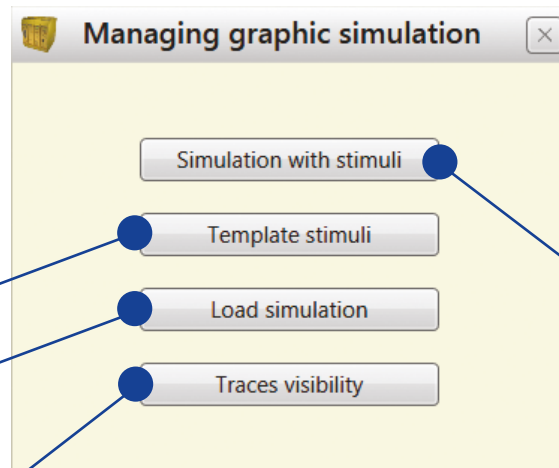 Managing graphic simulation
Simulation with stimuli
Template stimuli
Load simulation
Traces visibility